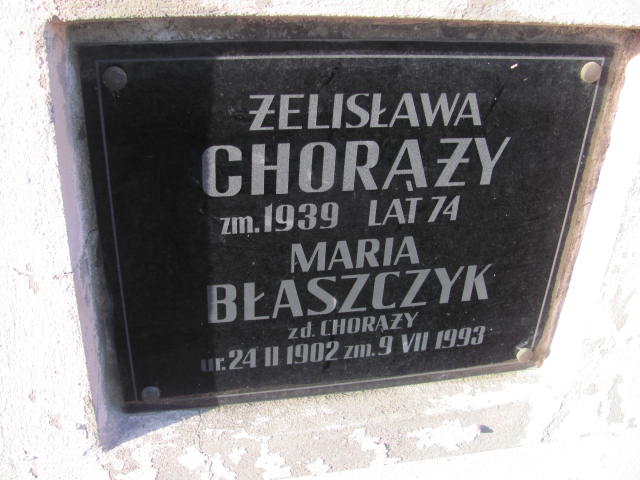 ŻELISŁAWA
CHORĄŻY
zm. 1939 LAT 74
MARIA
BŁASZCZYK
zd. CHORĄŻY
ur. 24 II 1902 zm. 9 VII 1993